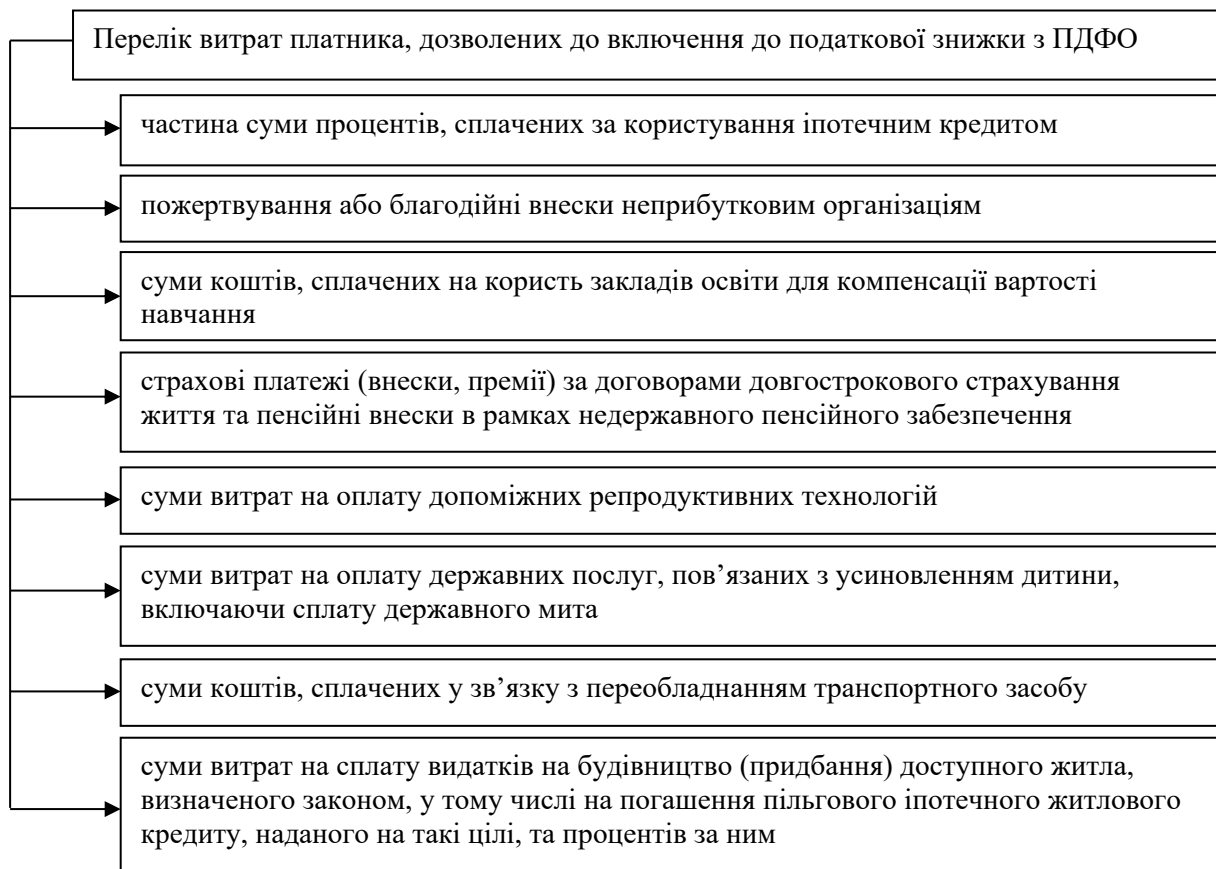 Перелік витрат платника, дозволених до включення до податкової знижки з ПДФО
частина суми процентів, сплачених за користування іпотечним кредитом
пожертвування або благодійні внески неприбутковим організаціям
суми коштів, сплачених на користь закладів освіти для компенсації вартості
навчання
страхові платежі (внески, премії) за договорами довгострокового страхування
життя та пенсійні внески в рамках недержавного пенсійного забезпечення
суми витрат на оплату допоміжних репродуктивних технологій
суми витрат на оплату державних послуг, пов’язаних з усиновленням дитини,
включаючи сплату державного мита
суми коштів, сплачених у зв’язку з переобладнанням транспортного засобу
суми витрат на сплату видатків на будівництво (придбання) доступного житла,
визначеного законом, у тому числі на погашення пільгового іпотечного житлового
кредиту, наданого на такі цілі, та процентів за ним